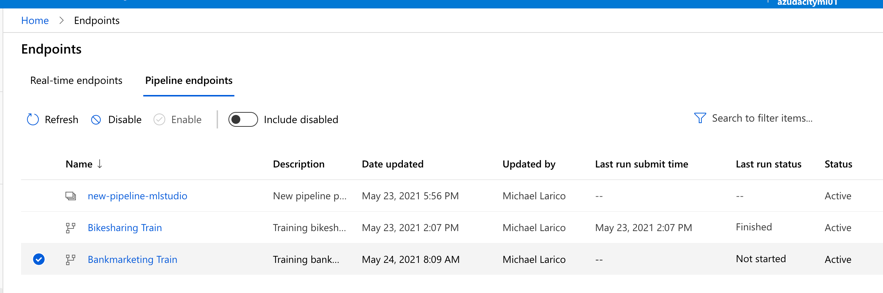 azudacityml01
Home > Endpoints
Endpoints
Real-time endpoints Pipeline endpoints
Refresh Disable Enable Include disabled Search to filter items...
Name ↓ Description Date updated Updated by Last run submit time Last run status Status
new-pipeline-mlstudio New pipeline p... May 23, 2021 5:56 PM Michael Larico -- -- Active
Bikesharing Train Training bikesh... May 23, 2021 2:07 PM Michael Larico May 23, 2021 2:07 PM Finished Active
Bankmarketing Train Training bank... May 24, 2021 8:09 AM Michael Larico -- Not started Active